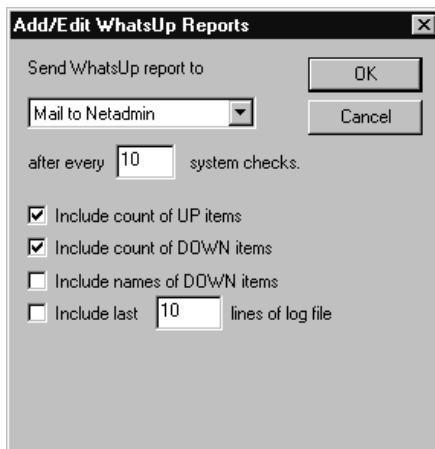 Add/Edit WhatsUp Reports
Send WhatsUp report to
OK
Mail to Netadmin
Cancel
after every 10 system checks.
Include count of UP items
Include count of DOWN items
Include names of DOWN items
Include last 10 lines of log file